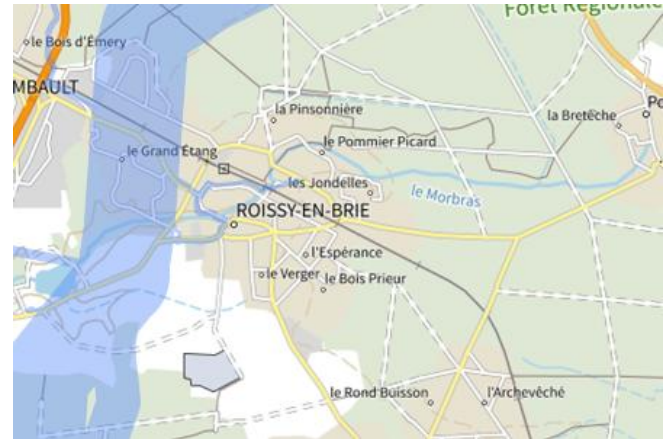 Forêt Régionale
le Bois d'Émery
MBAULT
la Pinsonnière
la Bretèche
Po
le Pommier Picard
le Grand Étang
les Jondelles
le Morbras
ROISSY-EN-BRIE
l'Espérance
le Verger
le Bois Prieur
le Rond Buisson
l'Archevêché